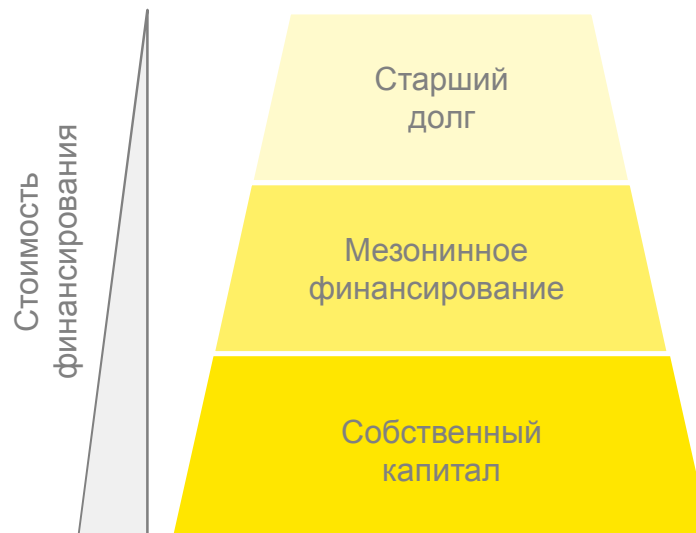 Стоимость
финансирования
Старший
долг
Мезонинное
финансирование
Собственный
капитал